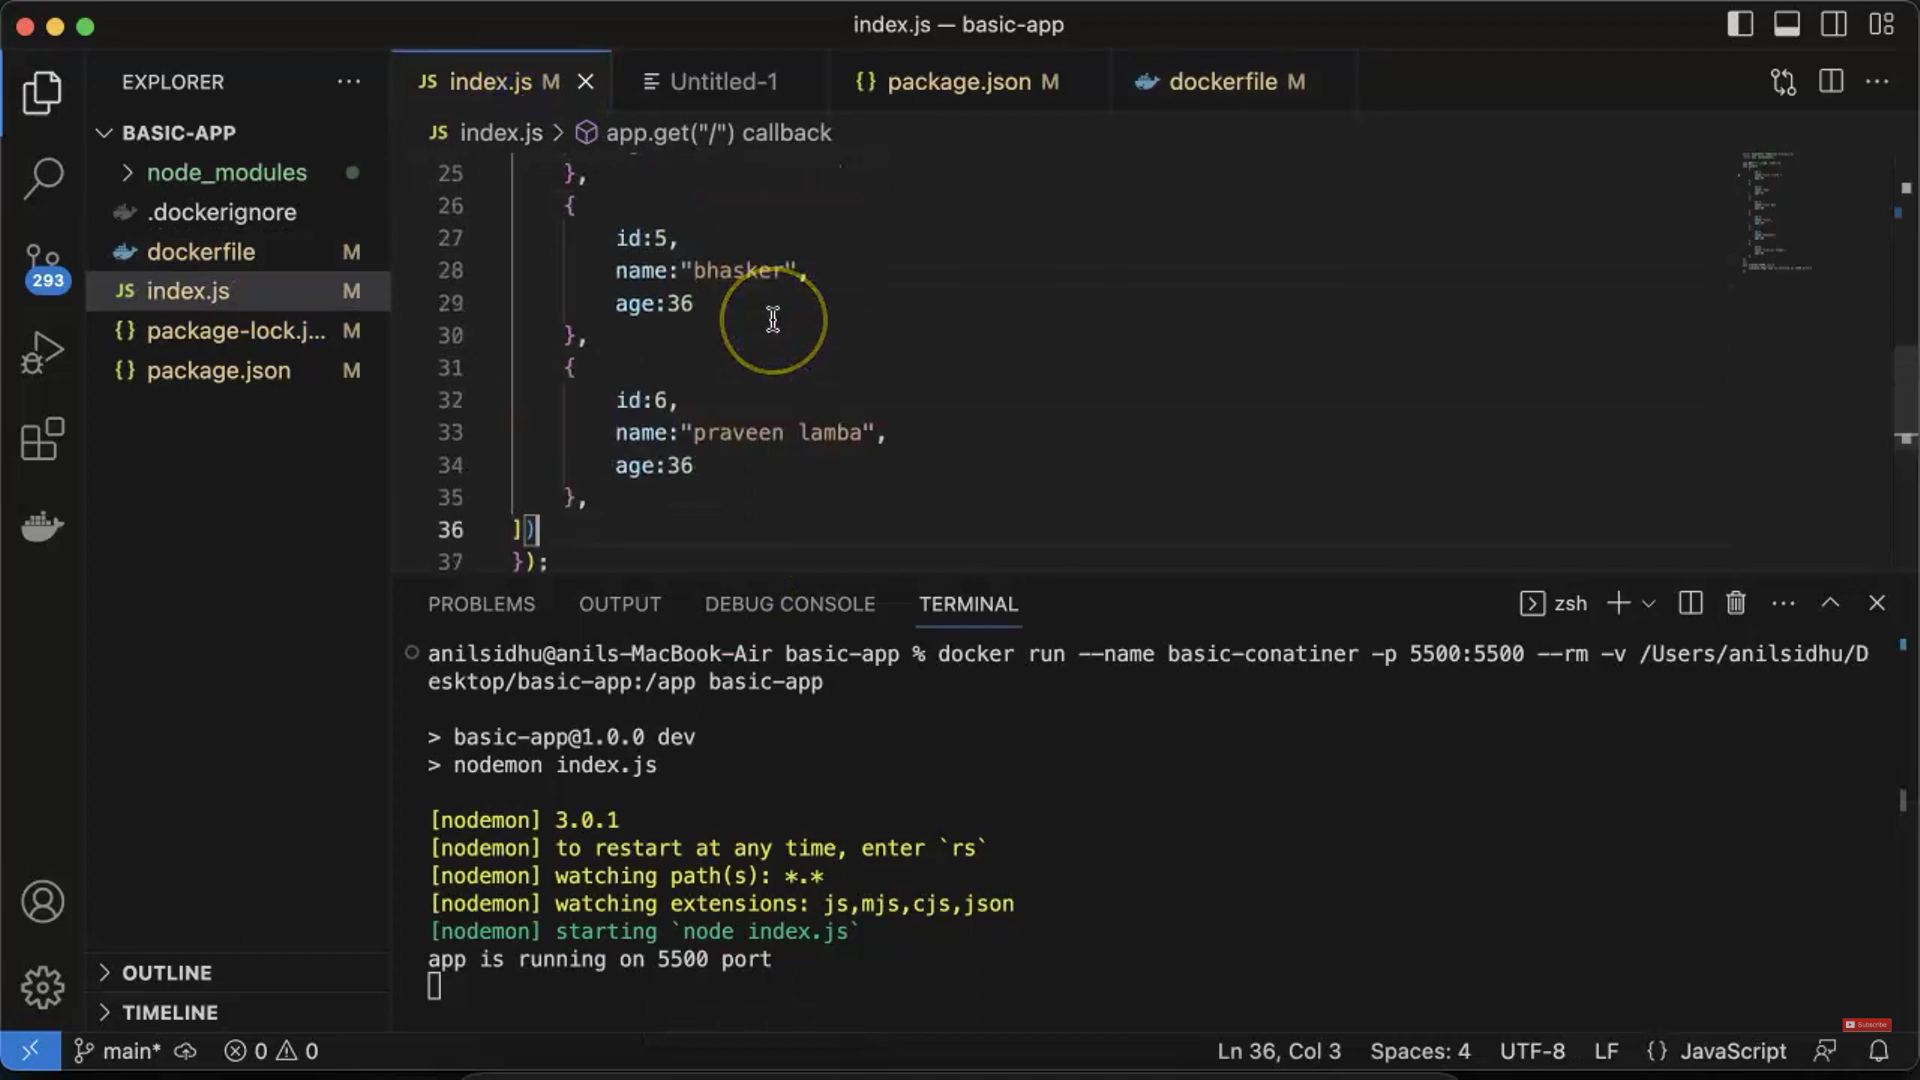 index.js — basic-app
EXPLORER
BASIC-APP
node_modules
.dockerignore
dockerfile M
JS index.js M
{} package-lock.j... M
{} package.json M
293
OUTLINE
TIMELINE
JS index.js M
Untitled-1
{} package.json M
dockerfile M
JS index.js > app.get("/") callback
25 },
26 {
27 id:5,
28 name:"bhasker",
29 age:36
30 },
31 {
32 id:6,
33 name:"praveen lamba",
34 age:36
35 },
36 ])
37 });
PROBLEMS OUTPUT DEBUG CONSOLE TERMINAL
zsh
anilsidhu@anils-MacBook-Air basic-app % docker run --name basic-conatiner -p 5500:5500 --rm -v /Users/anilsidhu/D
esktop/basic-app:/app basic-app
> basic-app@1.0.0 dev
> nodemon index.js
[nodemon] 3.0.1
[nodemon] to restart at any time, enter `rs`
[nodemon] watching path(s): *.*
[nodemon] watching extensions: js,mjs,cjs,json
[nodemon] starting `node index.js`
app is running on 5500 port
Subscribe
main* 0 0 Ln 36, Col 3 Spaces: 4 UTF-8 LF {} JavaScript